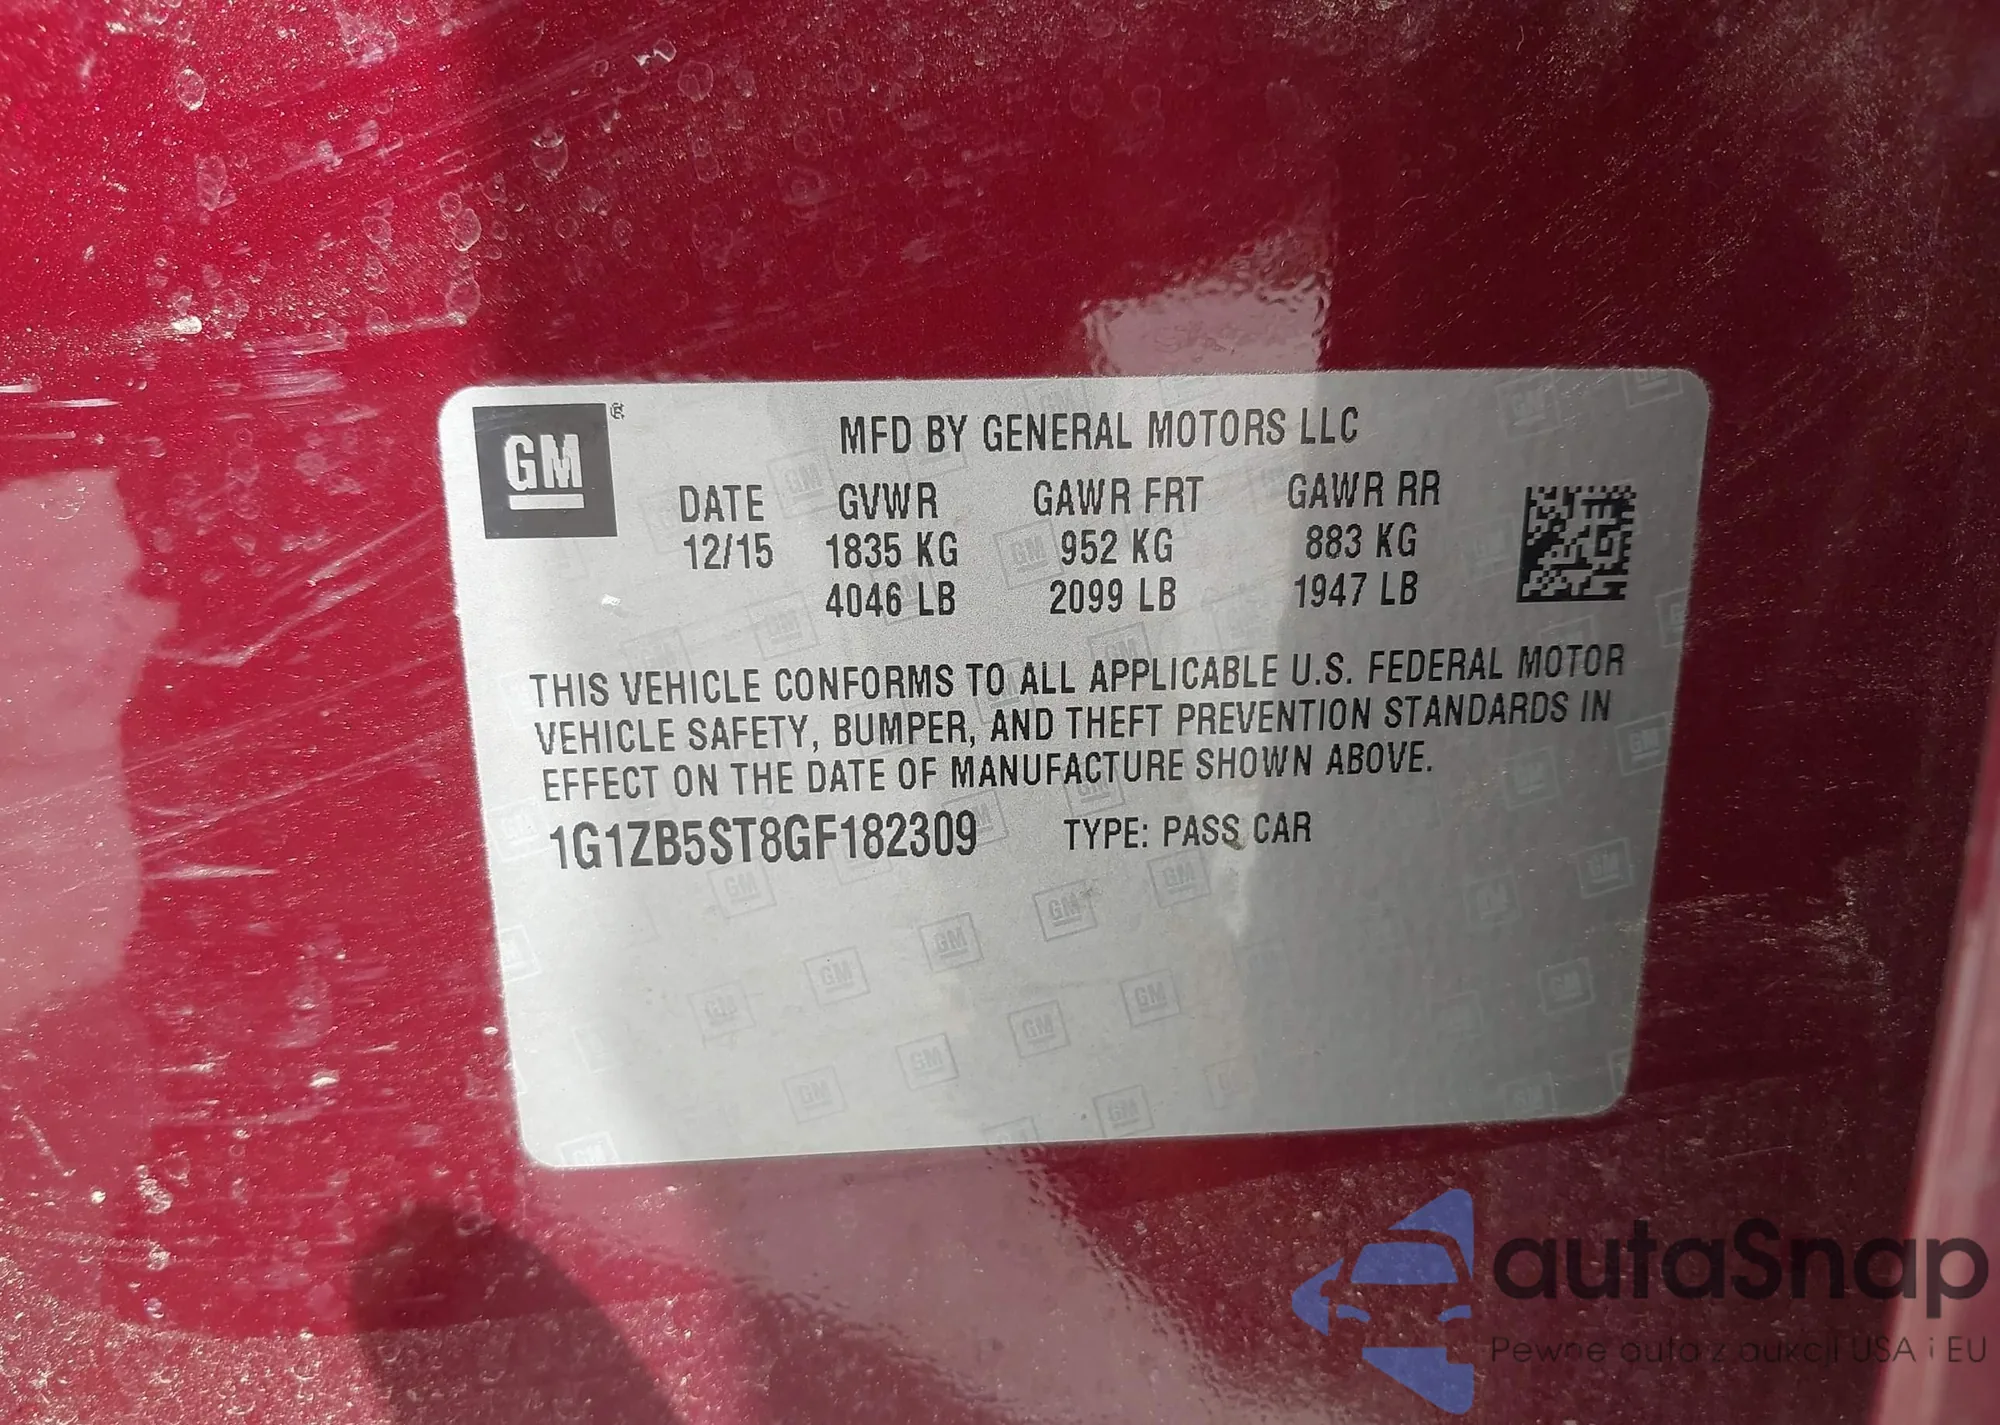 GM ®
MFD BY GENERAL MOTORS LLC
DATE GVWR GAWR FRT GAWR RR
12/15 1835 KG 952 KG 883 KG
4046 LB 2099 LB 1947 LB
THIS VEHICLE CONFORMS TO ALL APPLICABLE U.S. FEDERAL MOTOR
VEHICLE SAFETY, BUMPER, AND THEFT PREVENTION STANDARDS IN
EFFECT ON THE DATE OF MANUFACTURE SHOWN ABOVE.
1G1ZB5ST8GF182309 TYPE: PASS CAR
autaSnap
Pewne auta z aukcji USA i EU